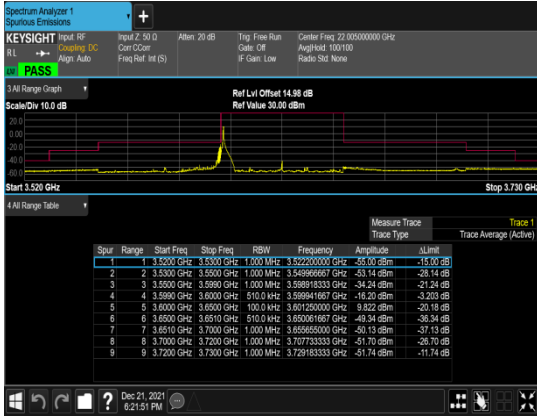 Spectrum Analyzer 1
Spurious Emissions
+
KEYSIGHT Input: RF Input Z: 50 Ω Atten: 20 dB Trig: Free Run Center Freq: 22.005000000 GHz
RL Coupling: DC Corr CCorr Gate: Off Avg|Hold: 100/100
Align: Auto Freq Ref: Int (S) IF Gain: Low Radio Std: None
PASS
3 All Range Graph Ref Lvl Offset 14.98 dB
Scale/Div 10.0 dB Ref Value 30.00 dBm
20.0
0.00
-20.0
-40.0
-60.0
Start 3.520 GHz Stop 3.730 GHz
4 All Range Table
Measure Trace Trace 1
Trace Type Trace Average (Active)
Spur Range Start Freq Stop Freq RBW Frequency Amplitude ΔLimit
1 1 3.5200 GHz 3.5300 GHz 1.000 MHz 3.522200000 GHz -55.00 dBm -15.00 dB
2 2 3.5300 GHz 3.5500 GHz 1.000 MHz 3.549966667 GHz -53.14 dBm -28.14 dB
3 3 3.5500 GHz 3.5990 GHz 1.000 MHz 3.598918333 GHz -34.24 dBm -21.24 dB
4 4 3.5990 GHz 3.6000 GHz 510.0 kHz 3.599941667 GHz -16.20 dBm -3.203 dB
5 5 3.6000 GHz 3.6500 GHz 100.0 kHz 3.601250000 GHz 9.822 dBm -20.18 dB
6 6 3.6500 GHz 3.6510 GHz 510.0 kHz 3.650061667 GHz -49.34 dBm -36.34 dB
7 7 3.6510 GHz 3.7000 GHz 1.000 MHz 3.655655000 GHz -50.13 dBm -37.13 dB
8 8 3.7000 GHz 3.7200 GHz 1.000 MHz 3.707733333 GHz -51.70 dBm -26.70 dB
9 9 3.7200 GHz 3.7300 GHz 1.000 MHz 3.729183333 GHz -51.74 dBm -11.74 dB
? Dec 21, 2021
6:21:51 PM